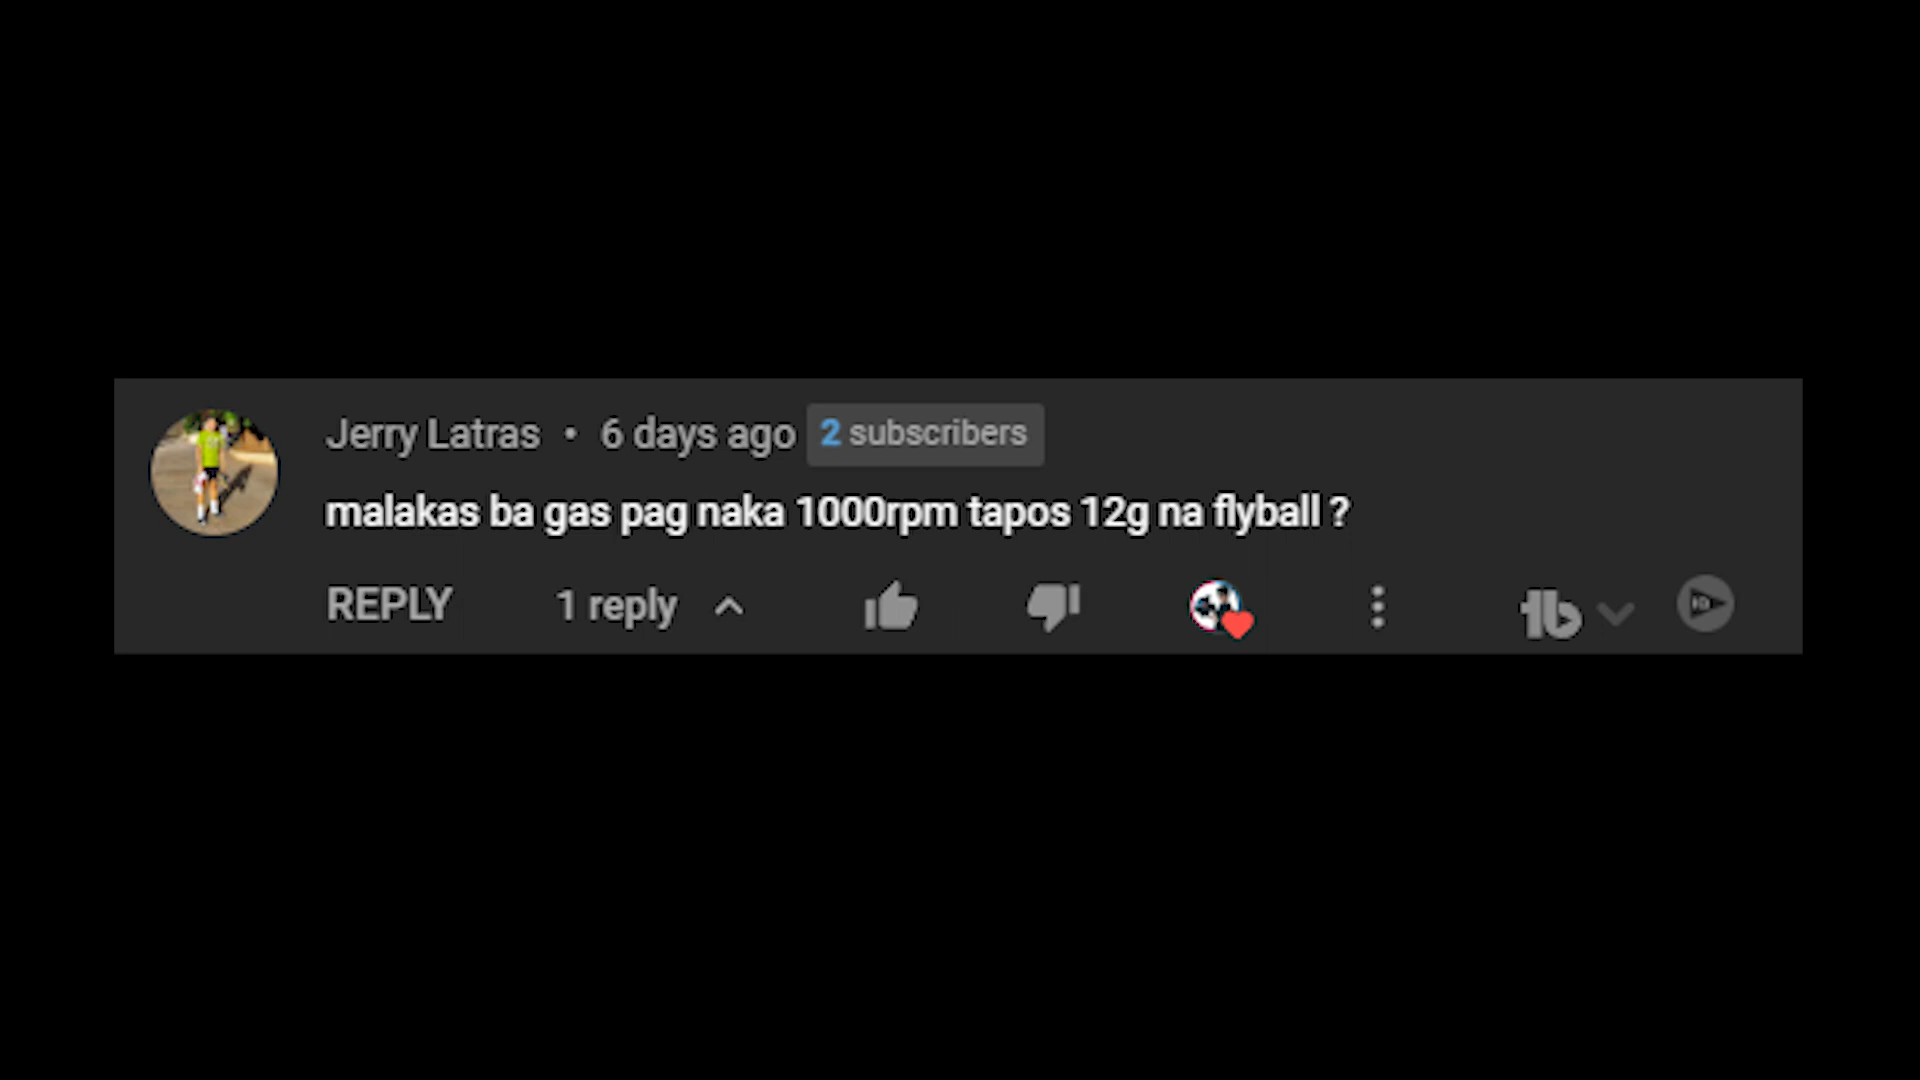 Jerry Latras • 6 days ago 2 subscribers
malakas ba gas pag naka 1000rpm tapos 12g na flyball ?
REPLY 1 reply